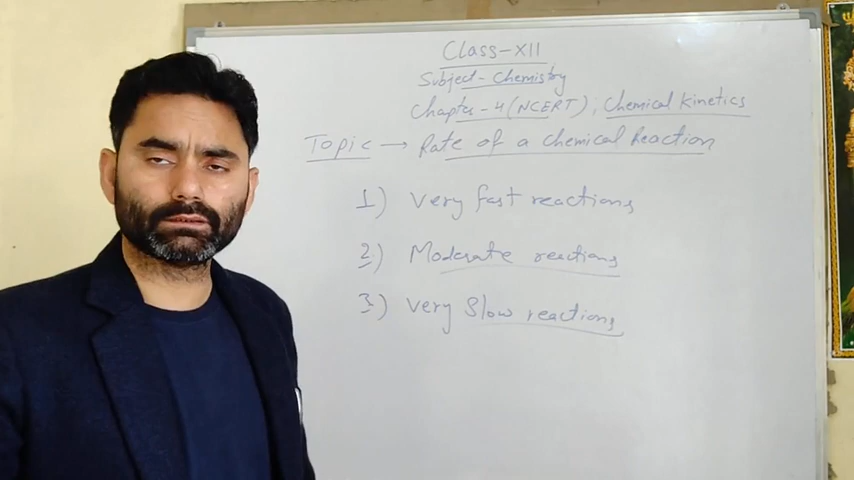 Class-XII
Subject- Chemistry
Chapter - 4 (NCERT), Chemical Kinetics
Topic → Rate of a Chemical Reaction
1) Very fast reactions
2) Moderate reactions
3) Very Slow reactions